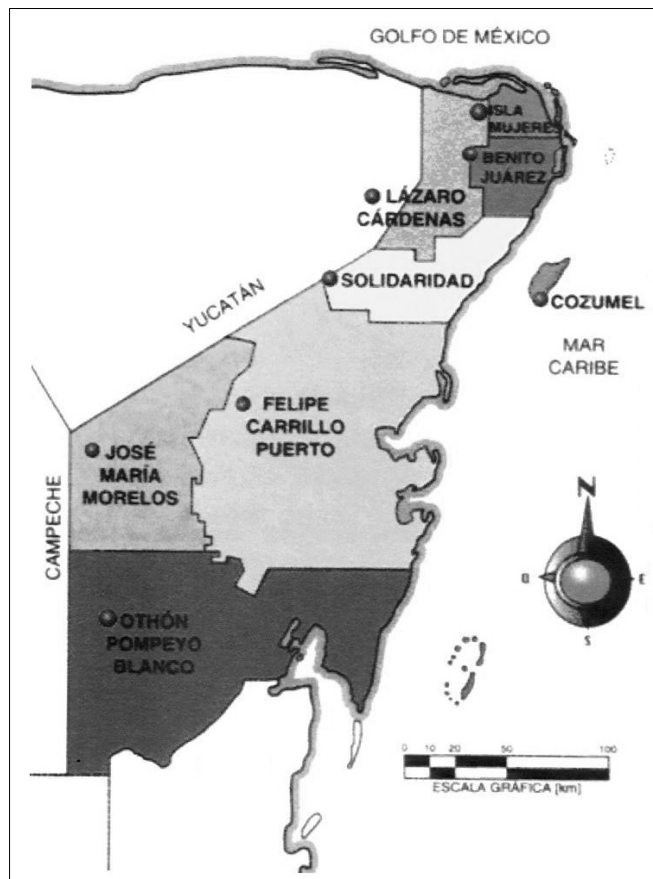 GOLFO DE MÉXICO
ISLA
MUJERES
BENITO
JUÁREZ
LÁZARO
CÁRDENAS
SOLIDARIDAD
YUCATÁN
COZUMEL
MAR
CARIBE
FELIPE
CARRILLO
PUERTO
JOSÉ
MARÍA
MORELOS
CAMPECHE
N
O E
S
OTHÓN
POMPEYO
BLANCO
0 10 20 50 100
ESCALA GRÁFICA [km]